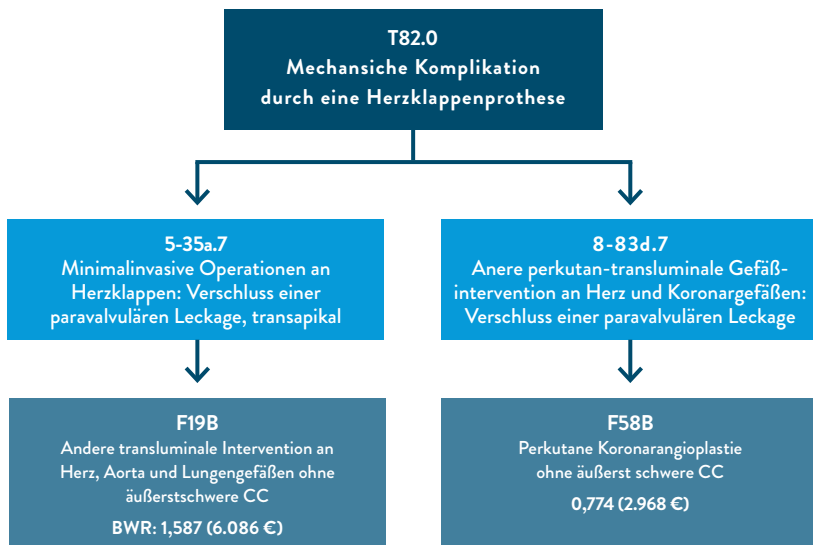 T82.0
Mechansiche Komplikation
durch eine Herzklappenprothese
5-35a.7
Minimalinvasive Operationen an
Herzklappen: Verschluss einer
paravalvulären Leckage, transapikal
8-83d.7
Anere perkutan-transluminale Gefäß-
intervention an Herz und Koronargefäßen:
Verschluss einer paravalvulären Leckage
F19B
Andere transluminale Intervention an
Herz, Aorta und Lungengefäßen ohne
äußerstschwere CC
BWR: 1,587 (6.086 €)
F58B
Perkutane Koronarangioplastie
ohne äußerst schwere CC
0,774 (2.968 €)